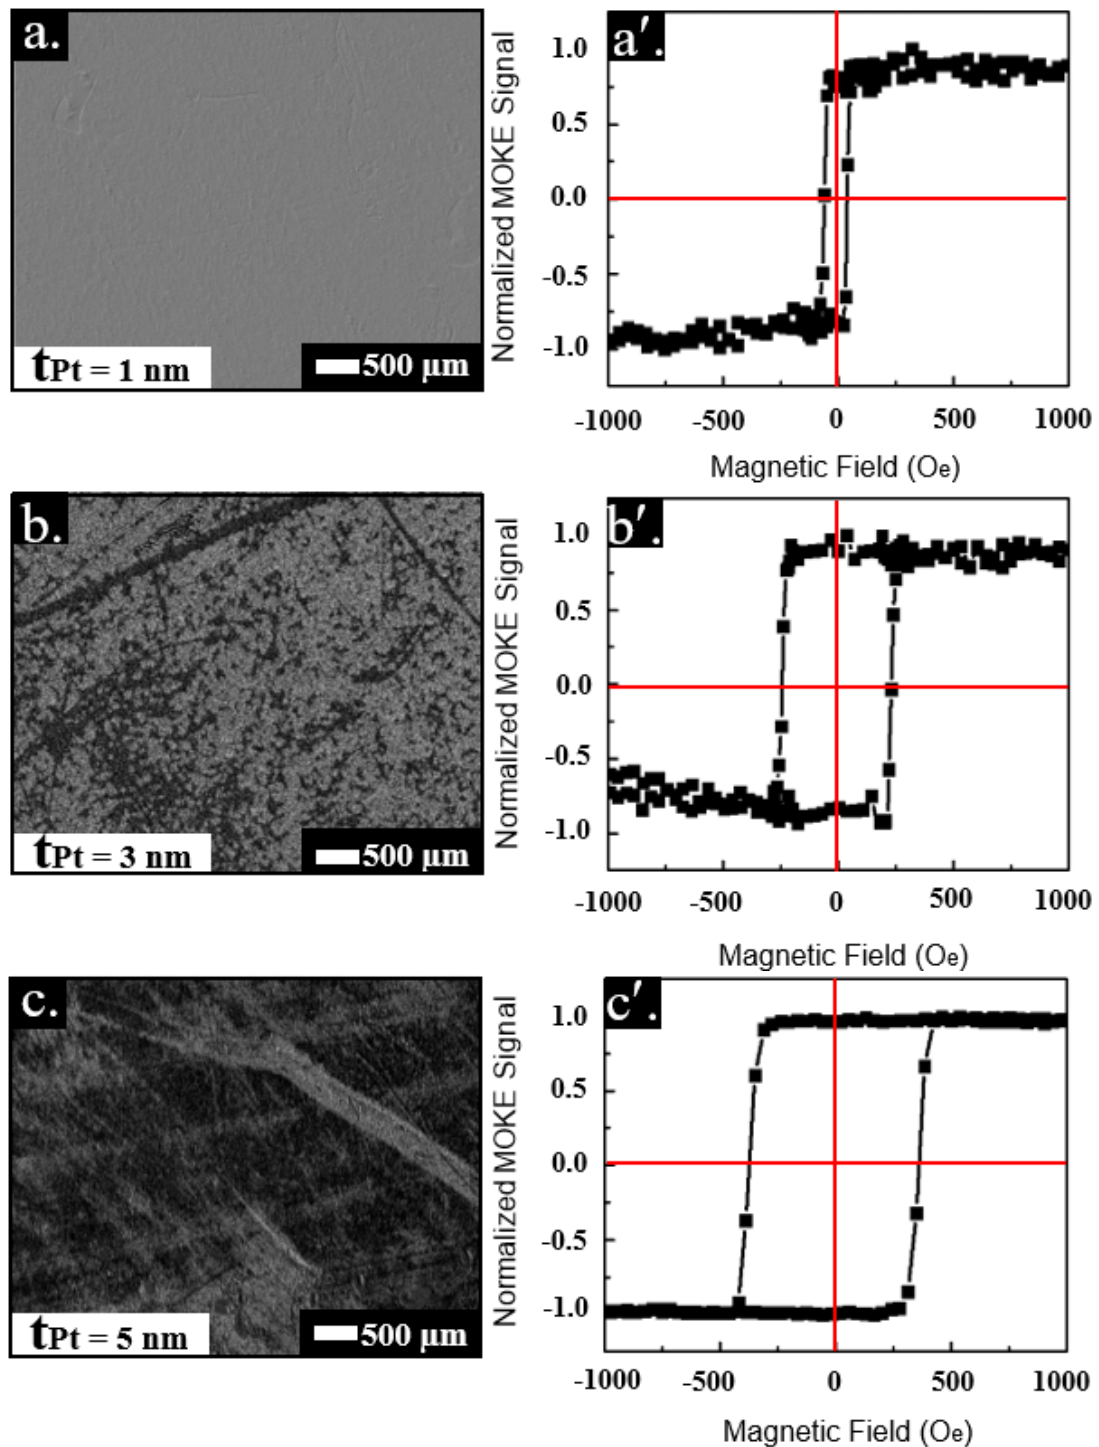 a.
tPt = 1 nm
500 μm
a′.
Normalized MOKE Signal
1.0
0.5
0.0
-0.5
-1.0
-1000 -500 0 500 1000
Magnetic Field (Oe)
b.
tPt = 3 nm
500 μm
b′.
Normalized MOKE Signal
1.0
0.5
0.0
-0.5
-1.0
-1000 -500 0 500 1000
Magnetic Field (Oe)
c.
tPt = 5 nm
500 μm
c′.
Normalized MOKE Signal
1.0
0.5
0.0
-0.5
-1.0
-1000 -500 0 500 1000
Magnetic Field (Oe)